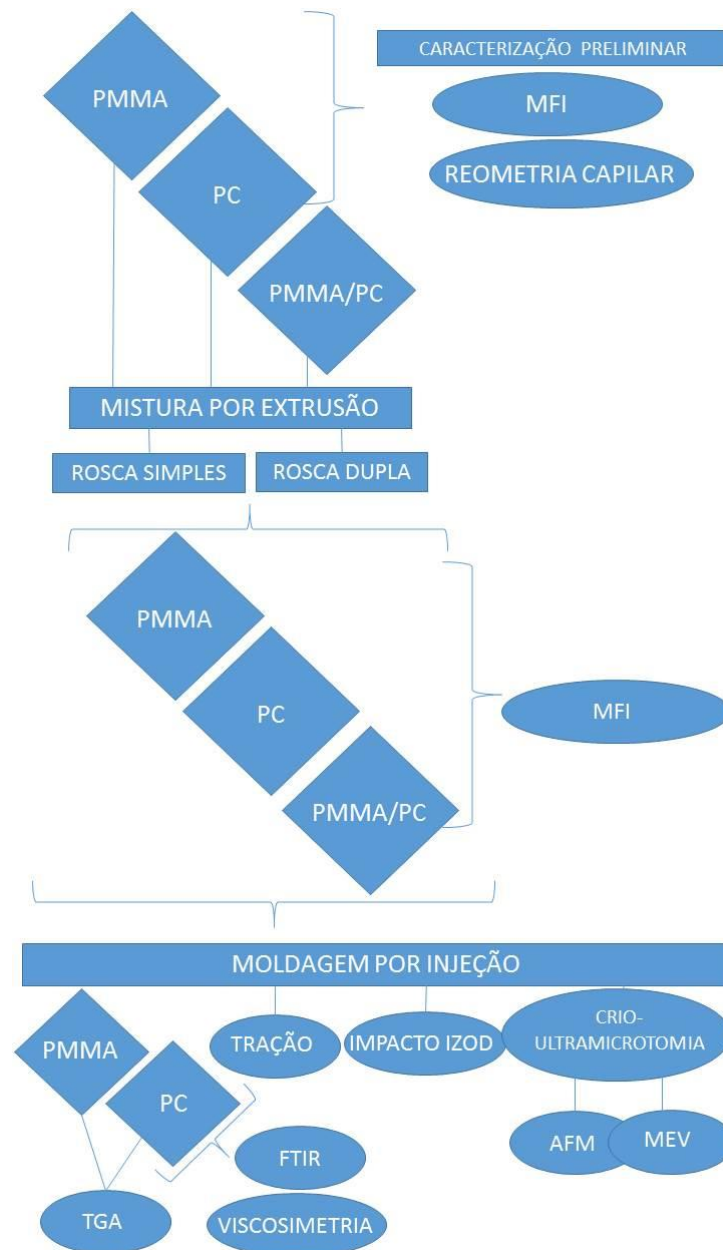 PMMA
CARACTERIZAÇÃO PRELIMINAR
MFI
REOMETRIA CAPILAR
PC
PMMA/PC
MISTURA POR EXTRUSÃO
ROSCA SIMPLES
ROSCA DUPLA
PMMA
PC
MFI
PMMA/PC
MOLDAGEM POR INJEÇÃO
PMMA
PC
TRAÇÃO
IMPACTO IZOD
CRIO-
ULTRAMICROTOMIA
AFM
MEV
FTIR
TGA
VISCOSIMETRIA